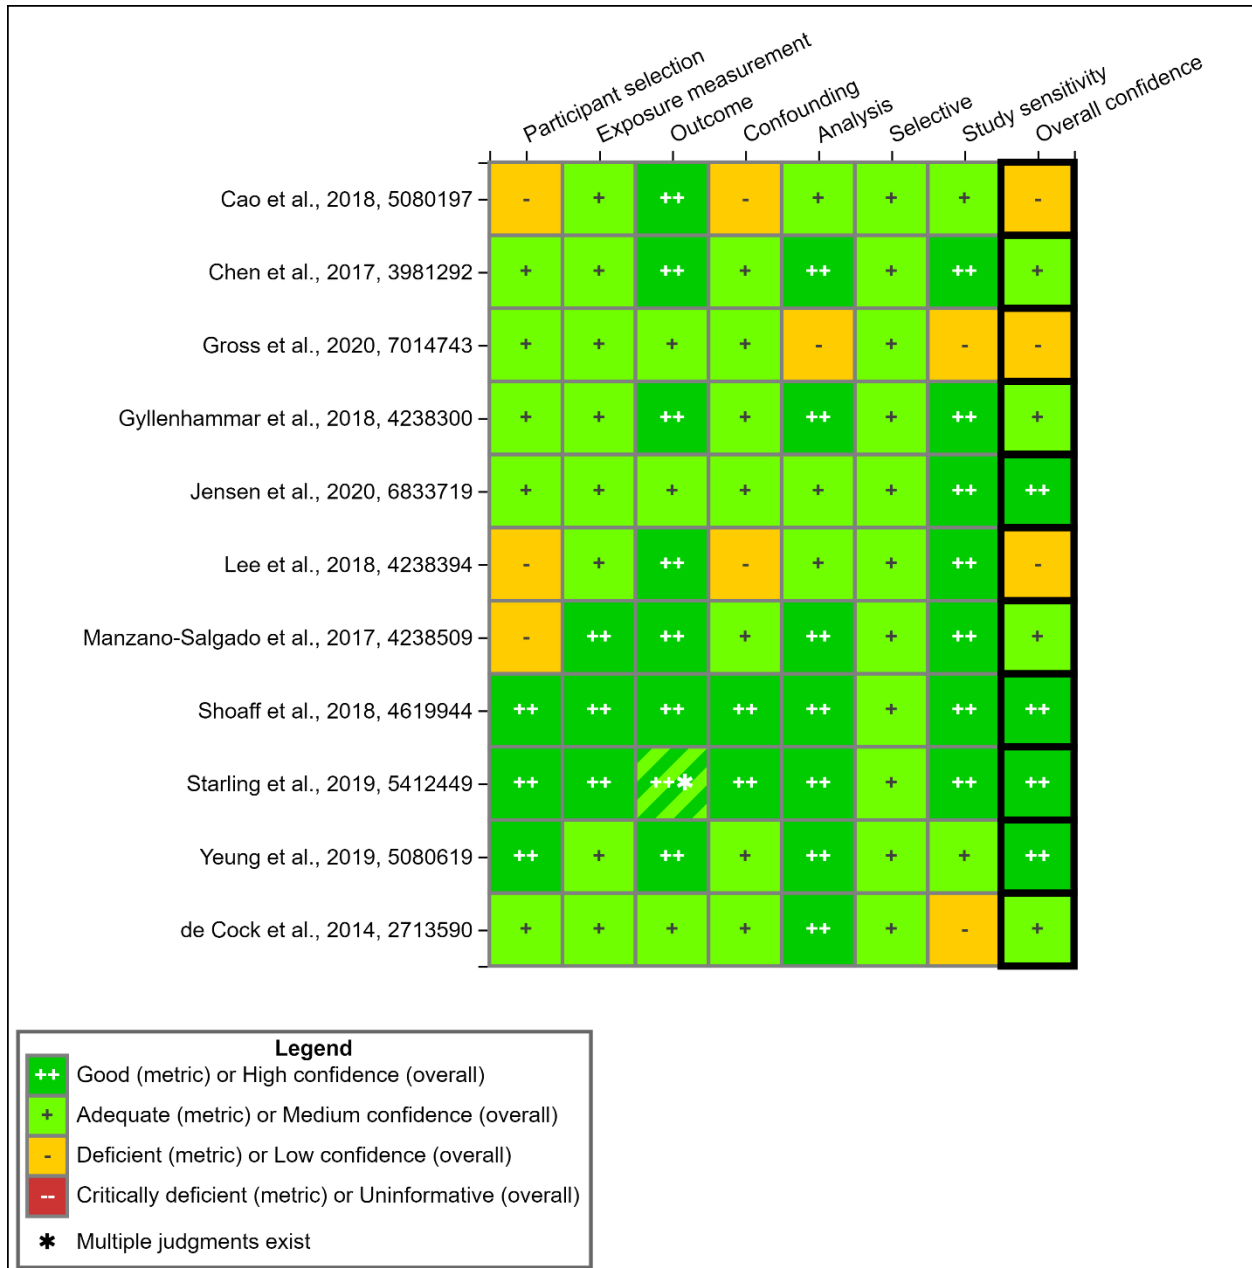 Participant selection
Exposure measurement
Outcome
Confounding
Analysis
Selective
Study sensitivity
Overall confidence
Cao et al., 2018, 5080197 - + ++ - + + + -
Chen et al., 2017, 3981292 + + ++ + ++ + ++ +
Gross et al., 2020, 7014743 + + + + - + - -
Gyllenhammar et al., 2018, 4238300 + + ++ + ++ + ++ +
Jensen et al., 2020, 6833719 + + + + + + ++ ++
Lee et al., 2018, 4238394 - + ++ - + + ++ -
Manzano-Salgado et al., 2017, 4238509 - ++ ++ + ++ + ++ +
Shoaff et al., 2018, 4619944 ++ ++ ++ ++ ++ + ++ ++
Starling et al., 2019, 5412449 ++ ++ ++✱ ++ ++ + ++ ++
Yeung et al., 2019, 5080619 ++ + ++ + ++ + + ++
de Cock et al., 2014, 2713590 + + + + ++ + - +
Legend
++ Good (metric) or High confidence (overall)
+ Adequate (metric) or Medium confidence (overall)
- Deficient (metric) or Low confidence (overall)
-- Critically deficient (metric) or Uninformative (overall)
✱ Multiple judgments exist